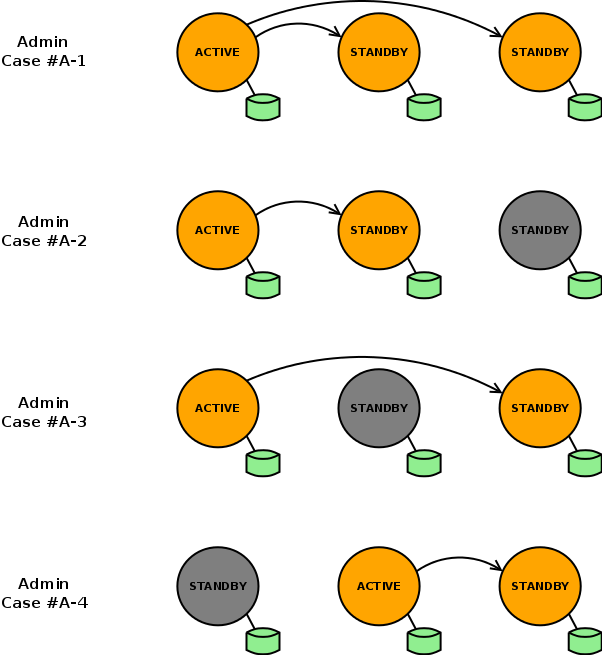 Admin
Case #A-1
ACTIVE
STANDBY
STANDBY
Admin
Case #A-2
ACTIVE
STANDBY
STANDBY
Admin
Case #A-3
ACTIVE
STANDBY
STANDBY
Admin
Case #A-4
STANDBY
ACTIVE
STANDBY